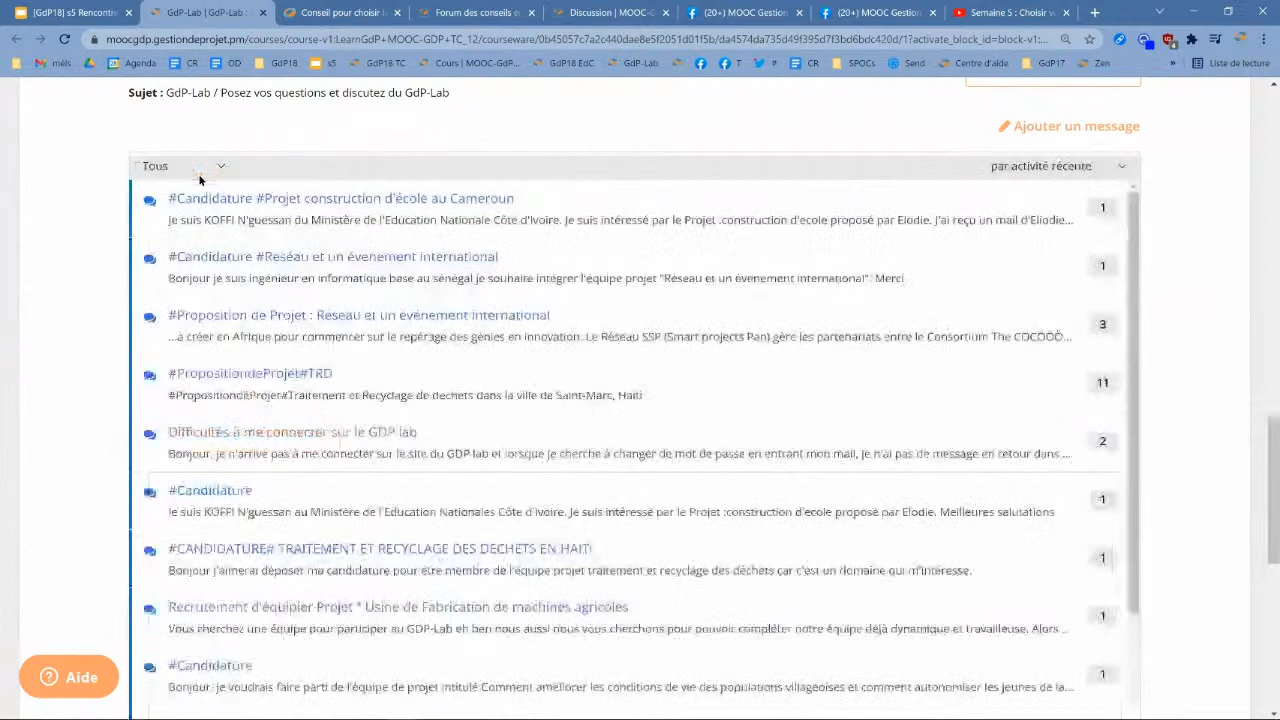 [GdP18] s5 Rencontre
GdP-Lab | GdP-Lab :
Conseil pour choisir l
Forum des conseils e
Discussion | MOOC-G
(20+) MOOC Gestion
(20+) MOOC Gestion
Semaine S : Choisir v
moocgdp.gestiondeprojet.pm/courses/course-v1:LearnGdP+MOOC-GDP+TC_12/courseware/0b45057c7a2c440dae8e5f2051d01f5b/da4574da735d49f395d7f3bd6bdc420d/1?activate_block_id=block-v1:...
méls
Agenda
CR
OD
GdP18
s5
GdP18 TC
Cours | MOOC-GdP...
GdP18 EdC
GdP-Lab
T
P
CR
SPOCs
Send
Centre d'aide
GdP17
Zen
»
Liste de lecture
Sujet : GdP-Lab / Posez vos questions et discutez du GdP-Lab
Ajouter un message
Tous
par activité récente
#Candidature #Projet construction d'école au Cameroun
1
Je suis KOFFI N'guessan du Ministère de l'Education Nationale Côte d'Ivoire. Je suis intéressé par le Projet :construction d'ecole proposé par Elodie. J'ai reçu un mail d'Eliodie...
#Candidature #Reséau et un évenement international
1
Bonjour je suis ingénieur en informatique base au sénégal je souhaite intégrer l'équipe projet "Réseau et un évenement international". Merci
#Proposition de Projet : Réseau et un événement international
3
...à créer en Afrique pour commencer sur le repérage des génies en innovation. Le Réseau SSP (Smart projects Pan) gère les partenariats entre le Consortium The
#PropositiondeProjet#TRD
11
#PropositiondeProjet#Traitement et Recyclage de dechets dans la ville de Saint-Marc, Haiti
Difficultés à me connecter sur le GDP lab
2
Bonjour, je n'arrive pas à me connecter sur le site du GDP lab et lorsque je cherche à changer de mot de passe en entrant mon mail, je n'ai pas de message en retour dans ...
#Candidature
1
Je suis KOFFI N'guessan au Ministère de l'Education Nationales Côte d'Ivoire. Je suis intéressé par le Projet :construction d'ecole proposé par Elodie. Meilleures salutations
#CANDIDATURE# TRAITEMENT ET RECYCLAGE DES DECHETS EN HAITI
1
Bonjour j'aimerai déposer ma candidature pour etre membre de l'équipe projet traitement et recyclage des déchets car c'est un domaine qui m'intéresse.
Recrutement d'équipier Projet " Usine de Fabrication de machines agricoles
1
Vous cherchez une équipe pour participer au GDP-Lab eh ben nous aussi nous vous cherchons pour pouvoir compléter notre équipe déjà dynamique et travailleuse. Alors ...
#Candidature
1
Bonjour, je voudrais faire parti de l'équipe de projet intitulé Comment améliorer les conditions de vie des populations villageoises et comment autonomiser les jeunes de la...
Aide